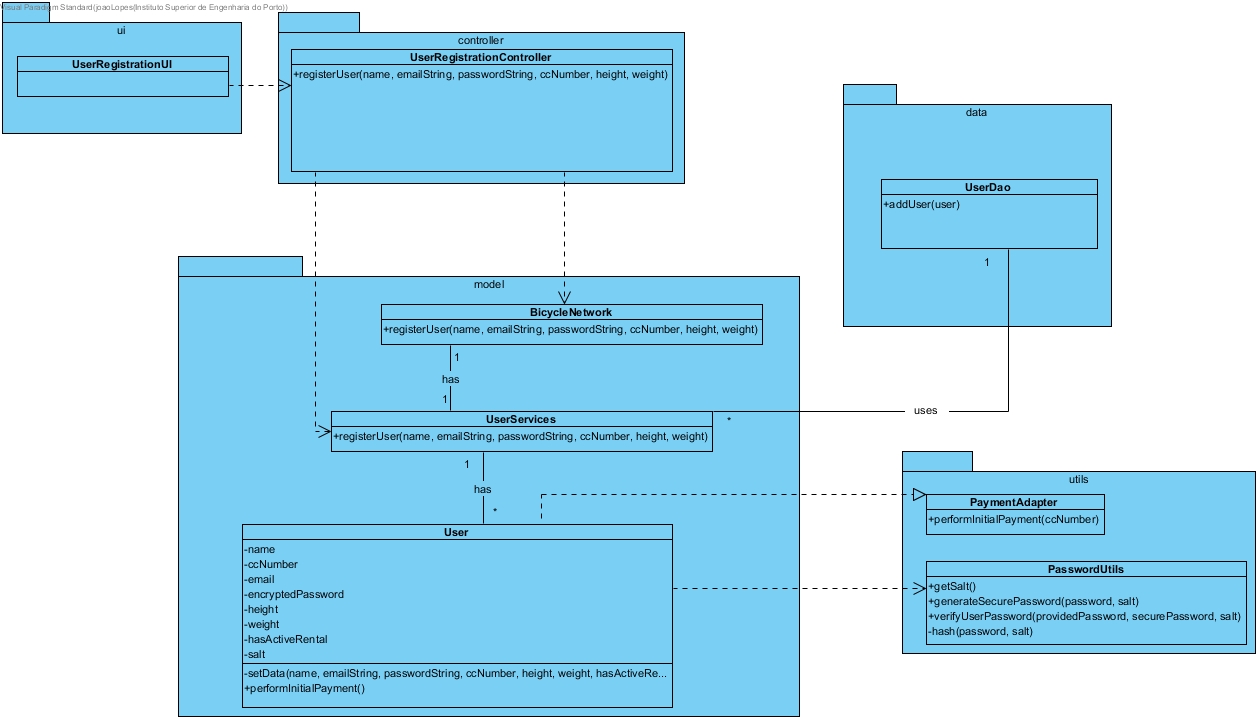 Visual Paradigm Standard(joaoLopes(Instituto Superior de Engenharia do Porto))
ui
UserRegistrationUI
controller
UserRegistrationController
+registerUser(name, emailString, passwordString, ccNumber, height, weight)
data
UserDao
+addUser(user)
1
model
BicycleNetwork
+registerUser(name, emailString, passwordString, ccNumber, height, weight)
1
has
1
UserServices
+registerUser(name, emailString, passwordString, ccNumber, height, weight)
*
uses
1
has
*
User
-name
-ccNumber
-email
-encryptedPassword
-height
-weight
-hasActiveRental
-salt
-setData(name, emailString, passwordString, ccNumber, height, weight, hasActiveRe...
+performInitialPayment()
utils
PaymentAdapter
+performInitialPayment(ccNumber)
PasswordUtils
+getSalt()
+generateSecurePassword(password, salt)
+verifyUserPassword(providedPassword, securePassword, salt)
-hash(password, salt)